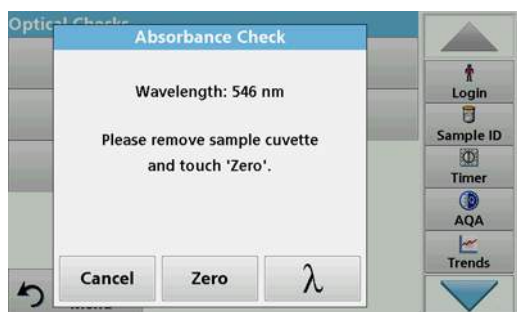 Optical Checks
Absorbance Check
Wavelength: 546 nm
Please remove sample cuvette
and touch 'Zero'.
Cancel
Zero
λ
Menu
Login
Sample ID
Timer
AQA
Trends